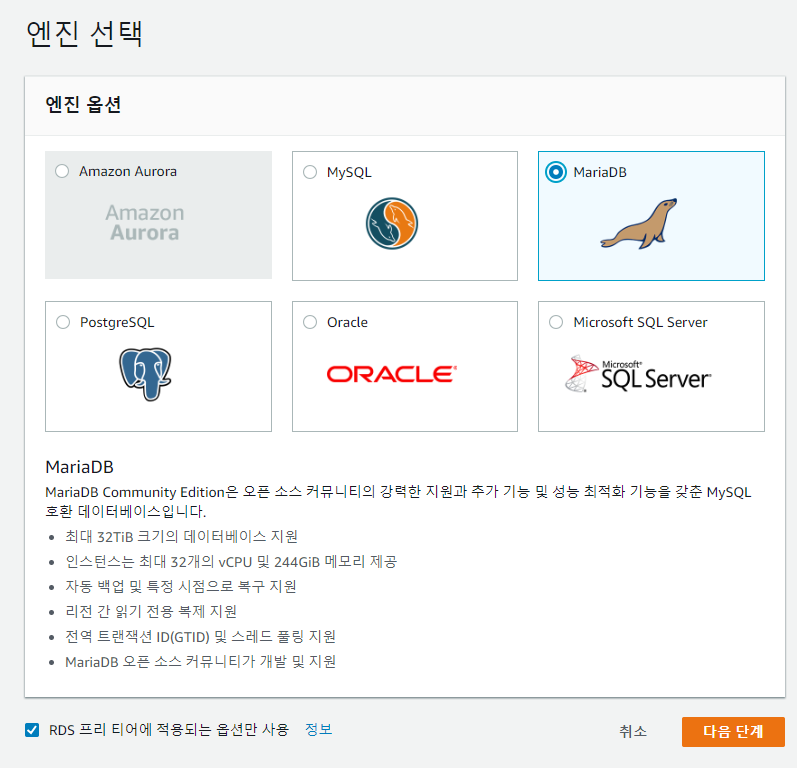 엔진 선택
엔진 옵션
Amazon Aurora
MySQL
MariaDB
Amazon
Aurora
PostgreSQL
Oracle
Microsoft SQL Server
ORACLE®
Microsoft®
SQL Server
MariaDB
MariaDB Community Edition은 오픈 소스 커뮤니티의 강력한 지원과 추가 기능 및 성능 최적화 기능을 갖춘 MySQL
호환 데이터베이스입니다.
• 최대 32TiB 크기의 데이터베이스 지원
• 인스턴스는 최대 32개의 vCPU 및 244GiB 메모리 제공
• 자동 백업 및 특정 시점으로 복구 지원
• 리전 간 읽기 전용 복제 지원
• 전역 트랜잭션 ID(GTID) 및 스레드 풀링 지원
• MariaDB 오픈 소스 커뮤니티가 개발 및 지원
RDS 프리 티어에 적용되는 옵션만 사용 정보
취소
다음 단계